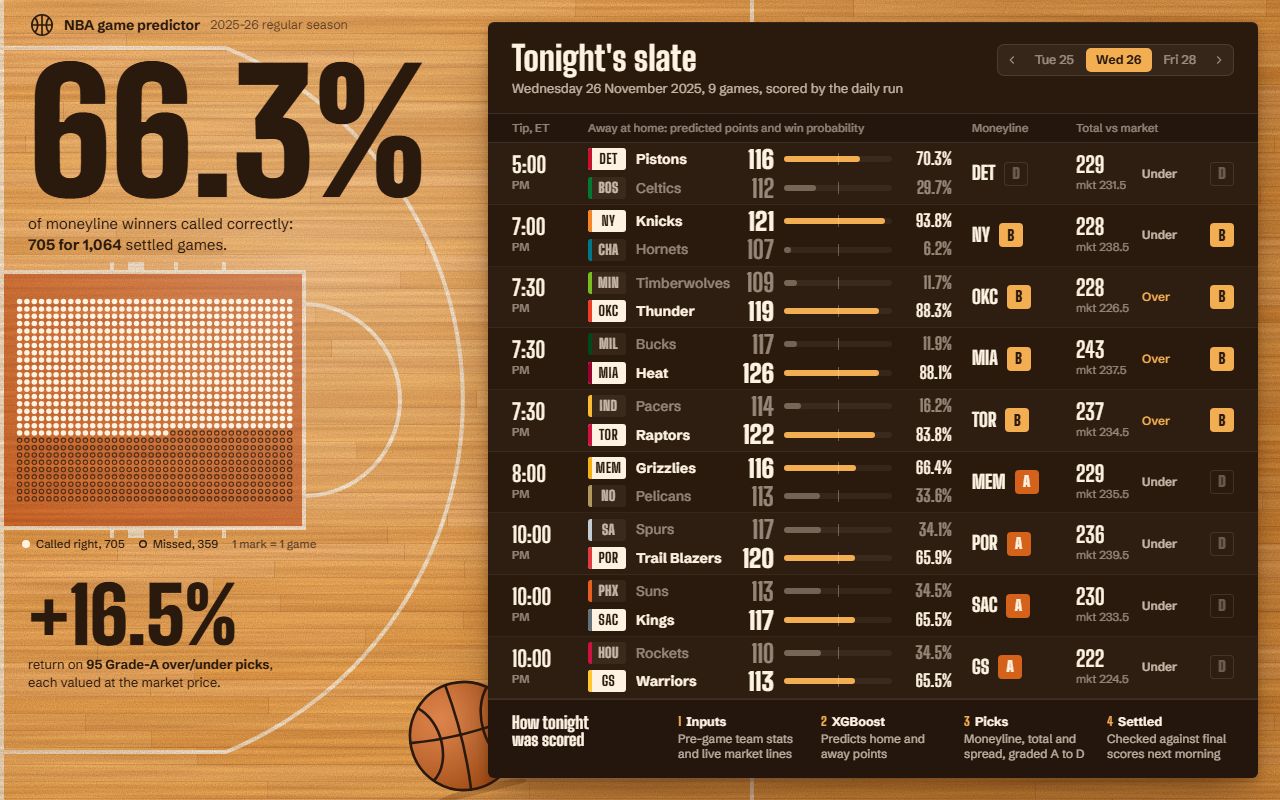 NBA game predictor 2025-26 regular season
66.3%
of moneyline winners called correctly:
705 for 1,064 settled games.
Called right, 705 Missed, 359 1 mark = 1 game
+16.5%
return on 95 Grade-A over/under picks,
each valued at the market price.
Tonight's slate
Wednesday 26 November 2025, 9 games, scored by the daily run
‹ Tue 25 Wed 26 Fri 28 ›
Tip, ET Away at home: predicted points and win probability Moneyline Total vs market
5:00 PM
DET Pistons 116 70.3%
BOS Celtics 112 29.7%
DET D
229 mkt 231.5 Under D
7:00 PM
NY Knicks 121 93.8%
CHA Hornets 107 6.2%
NY B
228 mkt 238.5 Under B
7:30 PM
MIN Timberwolves 109 11.7%
OKC Thunder 119 88.3%
OKC B
228 mkt 226.5 Over B
7:30 PM
MIL Bucks 117 11.9%
MIA Heat 126 88.1%
MIA B
243 mkt 237.5 Over B
7:30 PM
IND Pacers 114 16.2%
TOR Raptors 122 83.8%
TOR B
237 mkt 234.5 Over B
8:00 PM
MEM Grizzlies 116 66.4%
NO Pelicans 113 33.6%
MEM A
229 mkt 235.5 Under D
10:00 PM
SA Spurs 117 34.1%
POR Trail Blazers 120 65.9%
POR A
236 mkt 239.5 Under D
10:00 PM
PHX Suns 113 34.5%
SAC Kings 117 65.5%
SAC A
230 mkt 233.5 Under D
10:00 PM
HOU Rockets 110 34.5%
GS Warriors 113 65.5%
GS A
222 mkt 224.5 Under D
How tonight
was scored
1 Inputs
Pre-game team stats
and live market lines
2 XGBoost
Predicts home and
away points
3 Picks
Moneyline, total and
spread, graded A to D
4 Settled
Checked against final
scores next morning